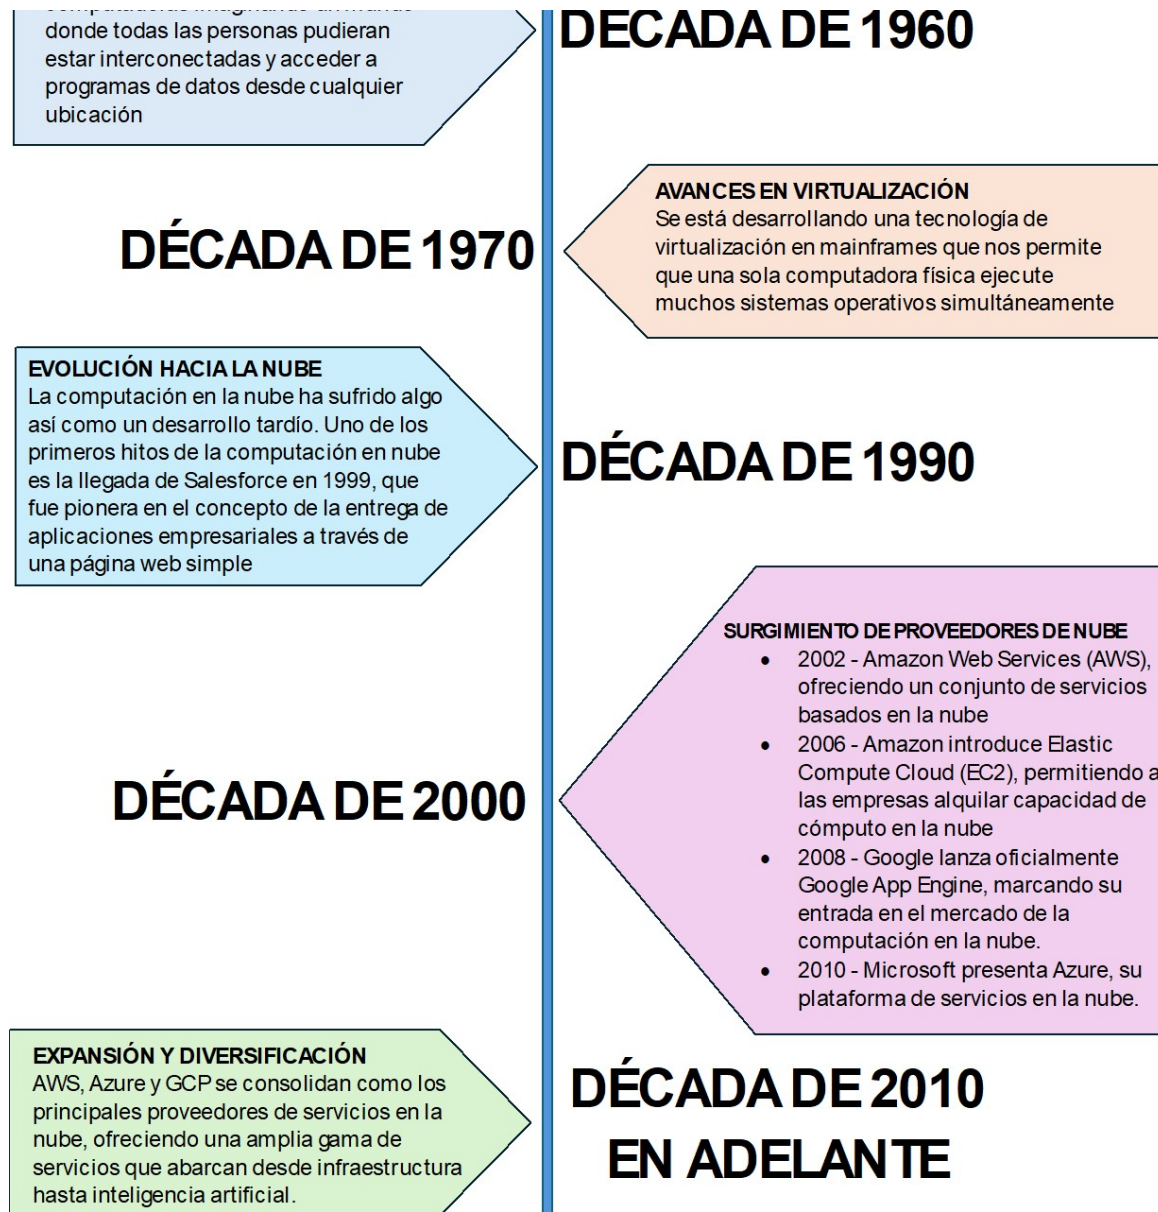 donde todas las personas pudieran
estar interconectadas y acceder a
programas de datos desde cualquier
ubicación
DÉCADA DE 1960
AVANCES EN VIRTUALIZACIÓN
Se está desarrollando una tecnología de
virtualización en mainframes que nos permite
que una sola computadora física ejecute
muchos sistemas operativos simultáneamente
DÉCADA DE 1970
EVOLUCIÓN HACIA LA NUBE
La computación en la nube ha sufrido algo
así como un desarrollo tardío. Uno de los
primeros hitos de la computación en nube
es la llegada de Salesforce en 1999, que
fue pionera en el concepto de la entrega de
aplicaciones empresariales a través de
una página web simple
DÉCADA DE 1990
SURGIMIENTO DE PROVEEDORES DE NUBE
• 2002 - Amazon Web Services (AWS),
ofreciendo un conjunto de servicios
basados en la nube
• 2006 - Amazon introduce Elastic
Compute Cloud (EC2), permitiendo a
las empresas alquilar capacidad de
cómputo en la nube
• 2008 - Google lanza oficialmente
Google App Engine, marcando su
entrada en el mercado de la
computación en la nube.
• 2010 - Microsoft presenta Azure, su
plataforma de servicios en la nube.
DÉCADA DE 2000
EXPANSIÓN Y DIVERSIFICACIÓN
AWS, Azure y GCP se consolidan como los
principales proveedores de servicios en la
nube, ofreciendo una amplia gama de
servicios que abarcan desde infraestructura
hasta inteligencia artificial.
DÉCADA DE 2010
EN ADELANTE